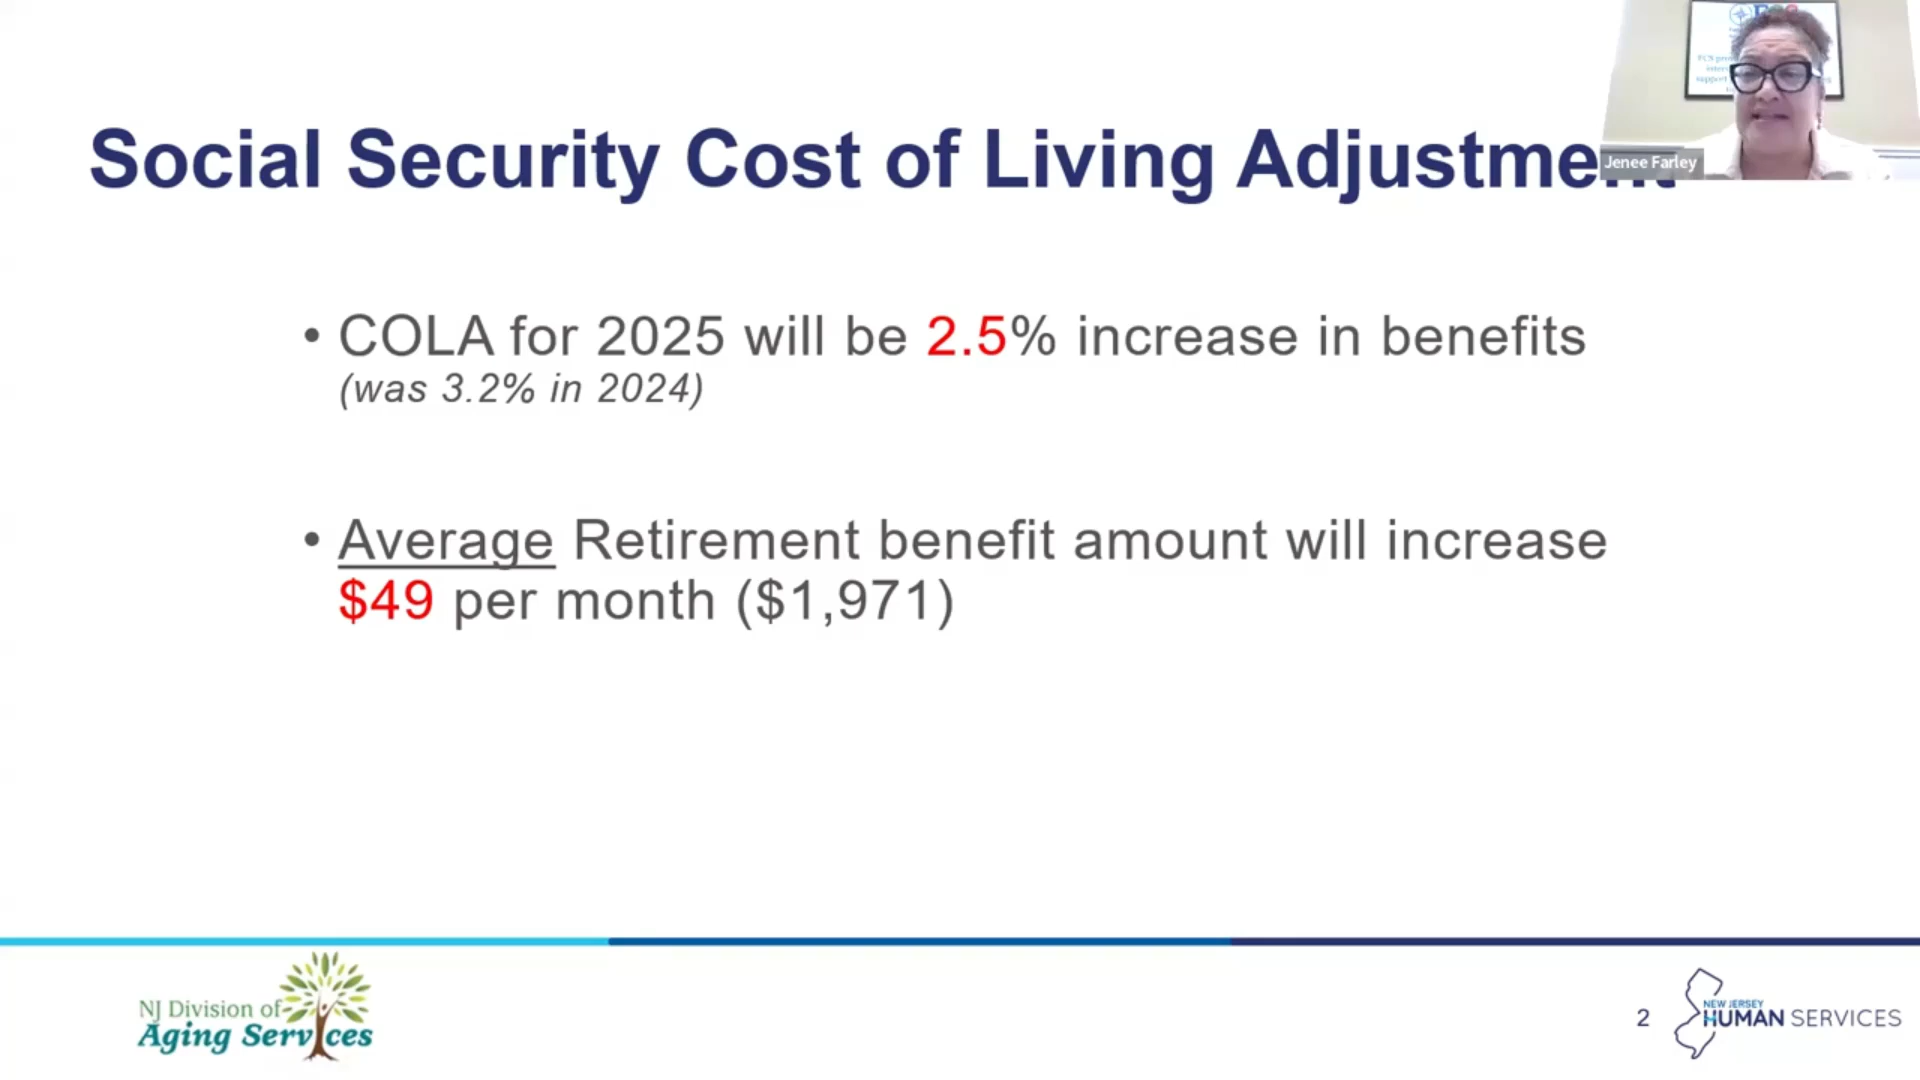 Social Security Cost of Living Adjustment
Jenee Farley
• COLA for 2025 will be 2.5% increase in benefits
(was 3.2% in 2024)
• Average Retirement benefit amount will increase
$49 per month ($1,971)
NJ Division of
Aging Services
2
NEW JERSEY
HUMAN SERVICES